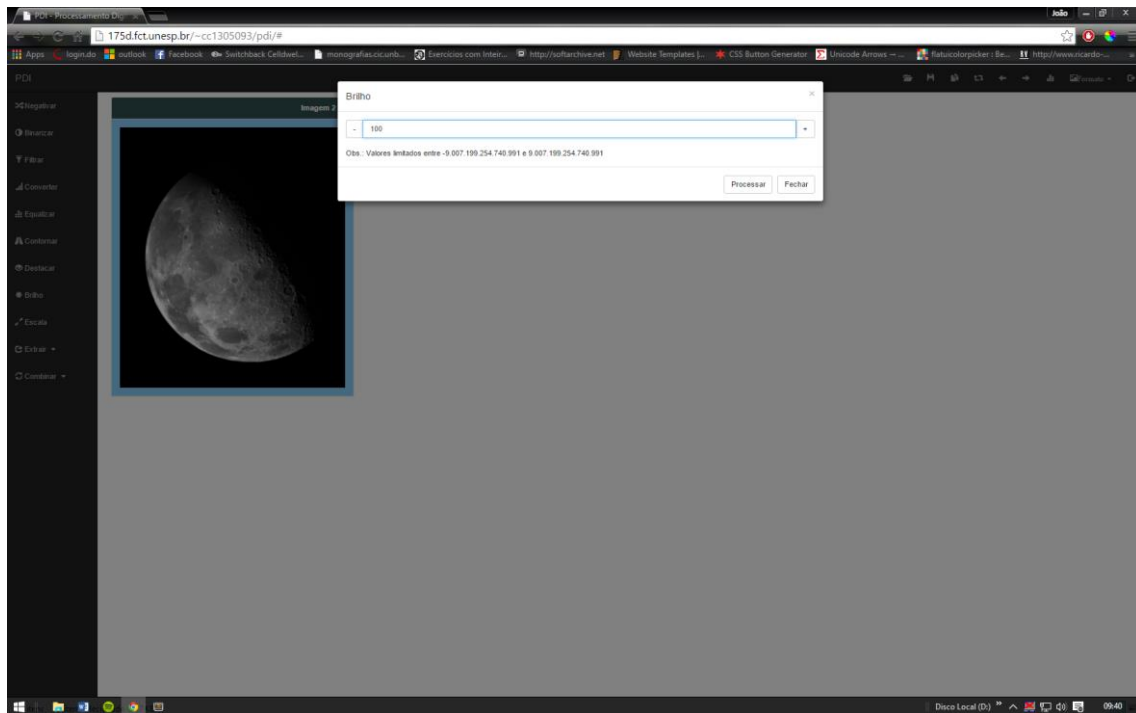 PDI - Processamento Dig
João
175d.fct.unesp.br/~cc1305093/pdi/#
Apps login.do outlook Facebook Switchback Celldwel... monografias.cic.unb... Exercicios com Inteir... http://softarchive.net Website Templates |... CSS Button Generator Unicode Arrows — ... flatuicolorpicker : Be... http://www.ricardo-... »
PDI
Negativar
Binarizar
Filtrar
Converter
Equalizar
Contornar
Destacar
Brilho
Escala
Extrair
Combinar
Imagem 2
Brilho ×
- 100 +
Obs.: Valores limitados entre -9.007.199.254.740.991 e 9.007.199.254.740.991
Processar Fechar
Disco Local (D:) » 09:40